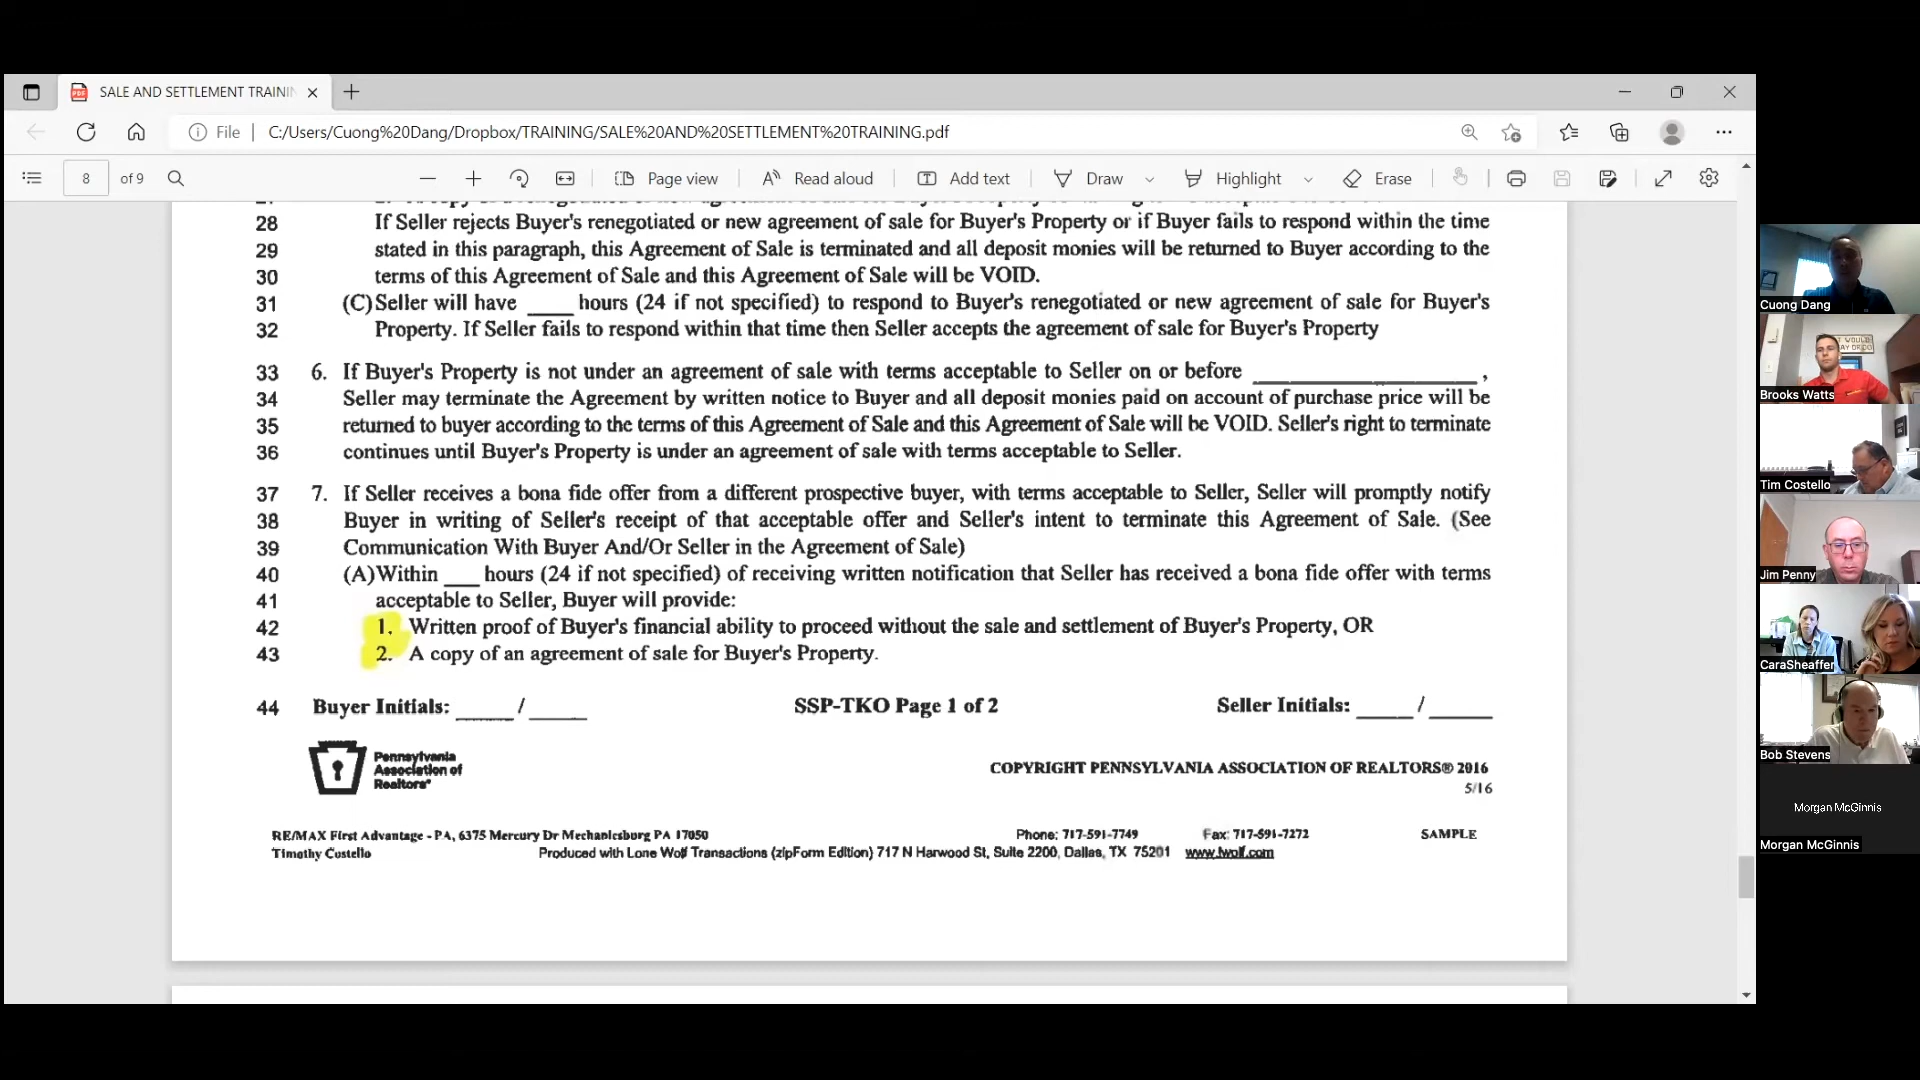 SALE AND SETTLEMENT TRAININ
File
C:/Users/Cuong%20Dang/Dropbox/TRAINING/SALE%20AND%20SETTLEMENT%20TRAINING.pdf
8 of 9
Page view
Read aloud
Add text
Draw
Highlight
Erase
28 If Seller rejects Buyer's renegotiated or new agreement of sale for Buyer's Property or if Buyer fails to respond within the time
29 stated in this paragraph, this Agreement of Sale is terminated and all deposit monies will be returned to Buyer according to the
30 terms of this Agreement of Sale and this Agreement of Sale will be VOID.
31 (C) Seller will have ____ hours (24 if not specified) to respond to Buyer's renegotiated or new agreement of sale for Buyer's
32 Property. If Seller fails to respond within that time then Seller accepts the agreement of sale for Buyer's Property
33 6. If Buyer's Property is not under an agreement of sale with terms acceptable to Seller on or before ____________________,
34 Seller may terminate the Agreement by written notice to Buyer and all deposit monies paid on account of purchase price will be
35 returned to buyer according to the terms of this Agreement of Sale and this Agreement of Sale will be VOID. Seller's right to terminate
36 continues until Buyer's Property is under an agreement of sale with terms acceptable to Seller.
37 7. If Seller receives a bona fide offer from a different prospective buyer, with terms acceptable to Seller, Seller will promptly notify
38 Buyer in writing of Seller's receipt of that acceptable offer and Seller's intent to terminate this Agreement of Sale. (See
39 Communication With Buyer And/Or Seller in the Agreement of Sale)
40 (A) Within ___ hours (24 if not specified) of receiving written notification that Seller has received a bona fide offer with terms
41 acceptable to Seller, Buyer will provide:
42 1. Written proof of Buyer's financial ability to proceed without the sale and settlement of Buyer's Property, OR
43 2. A copy of an agreement of sale for Buyer's Property.
44 Buyer Initials: _____ / _____ SSP-TKO Page 1 of 2 Seller Initials: _____ / _____
Pennsylvania
Association of
Realtors®
COPYRIGHT PENNSYLVANIA ASSOCIATION OF REALTORS® 2016
5/16
RE/MAX First Advantage - PA, 6375 Mercury Dr Mechanicsburg PA 17050 Phone: 717-591-7749 Fax: 717-591-7272 SAMPLE
Timothy Costello Produced with Lone Wolf Transactions (zipForm Edition) 717 N Harwood St, Suite 2200, Dallas, TX 75201 www.lwolf.com
Cuong Dang
Brooks Watts
Tim Costello
Jim Penny
CaraSheaffer
Bob Stevens
Morgan McGinnis
Morgan McGinnis